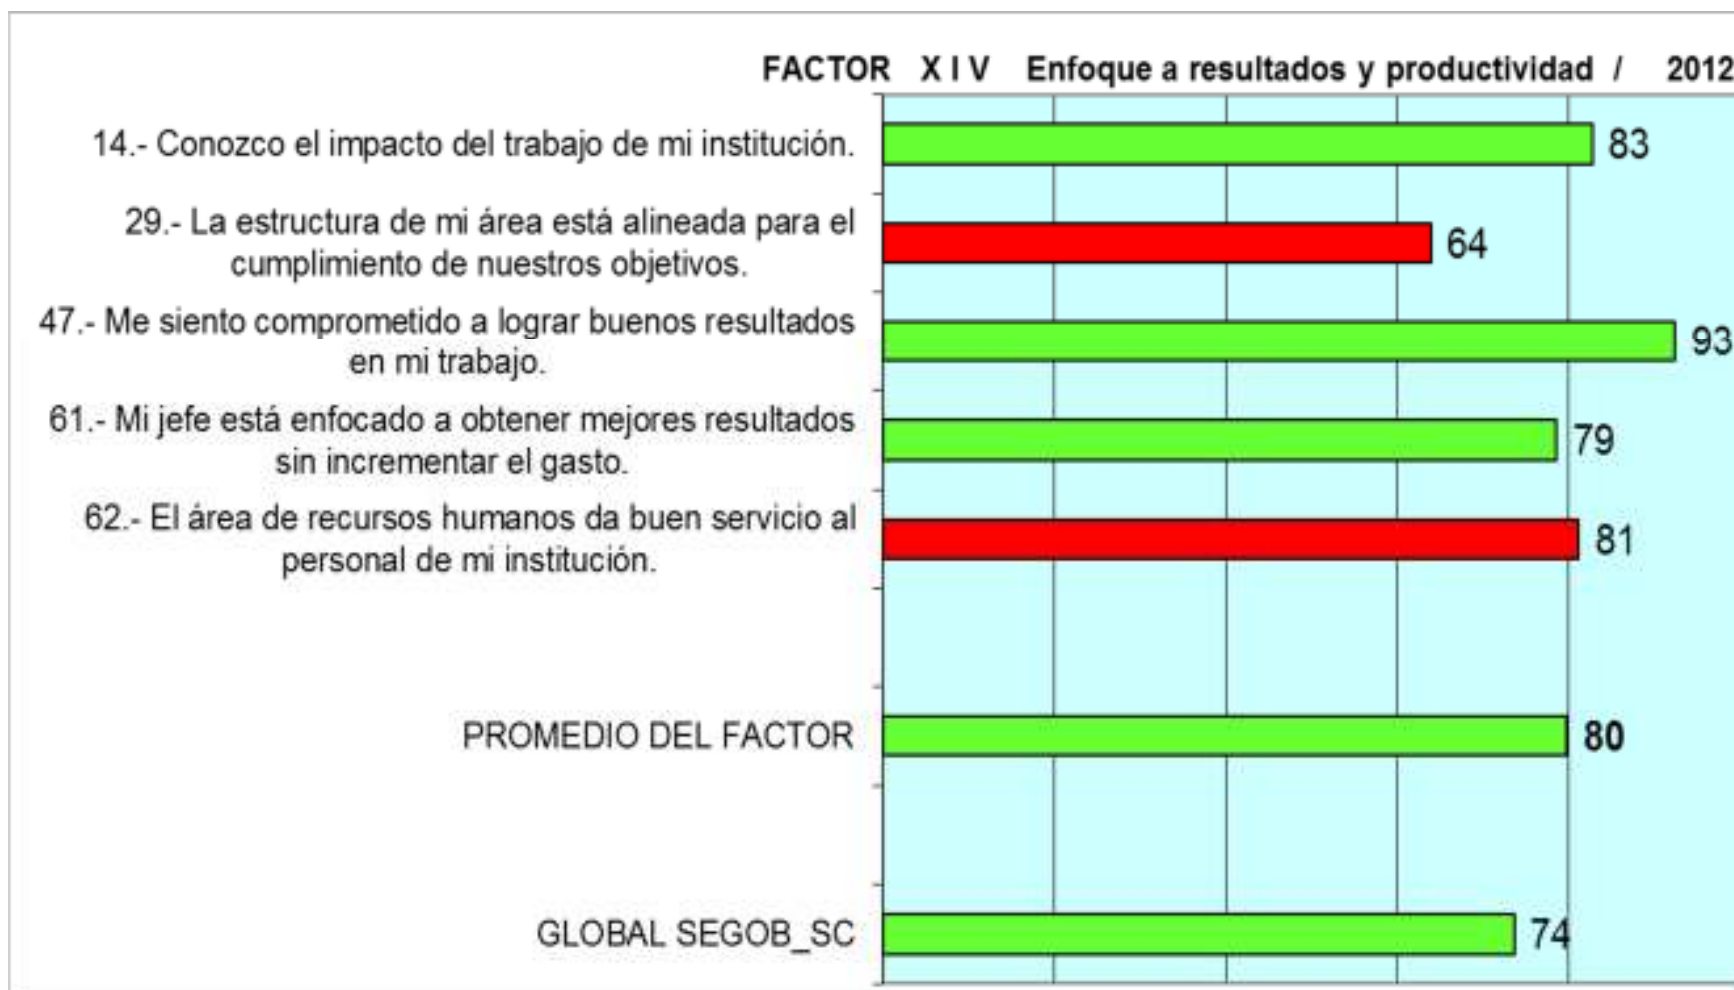 FACTOR X I V Enfoque a resultados y productividad / 2012
14.- Conozco el impacto del trabajo de mi institución.
83
29.- La estructura de mi área está alineada para el
cumplimiento de nuestros objetivos.
64
47.- Me siento comprometido a lograr buenos resultados
en mi trabajo.
93
61.- Mi jefe está enfocado a obtener mejores resultados
sin incrementar el gasto.
79
62.- El área de recursos humanos da buen servicio al
personal de mi institución.
81
PROMEDIO DEL FACTOR
80
GLOBAL SEGOB_SC
74